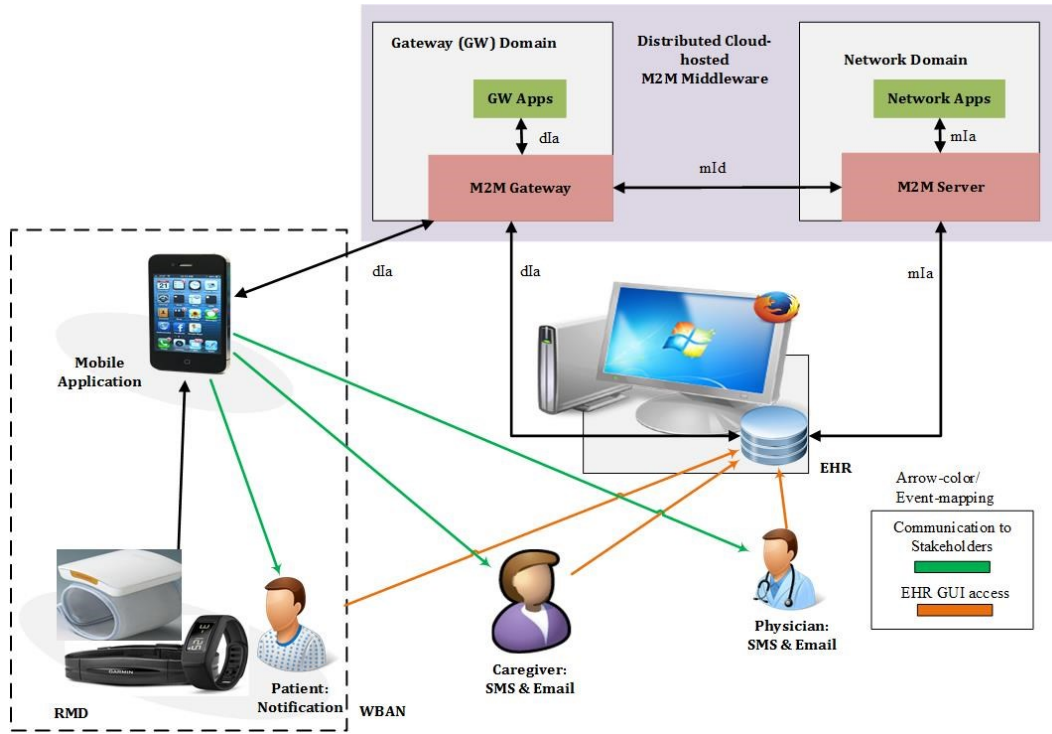 Gateway (GW) Domain
Distributed Cloud-
hosted
M2M Middleware
Network Domain
GW Apps
Network Apps
dIa
mIa
mId
M2M Gateway
M2M Server
dIa
dIa
mIa
Mobile
Application
EHR
Arrow-color/
Event-mapping
Communication to
Stakeholders
EHR GUI access
Physician:
SMS & Email
Caregiver:
SMS & Email
Patient:
Notification
GARMIN
RMD
WBAN